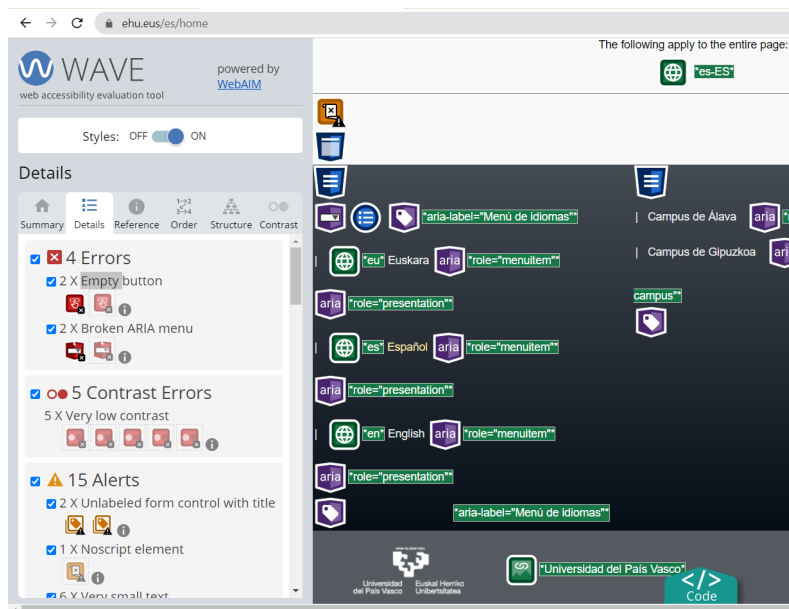 ehu.eus/es/home
WAVE
web accessibility evaluation tool
powered by
WebAIM
Styles: OFF ON
Details
Summary Details Reference Order Structure Contrast
4 Errors
2 X Empty button
2 X Broken ARIA menu
5 Contrast Errors
5 X Very low contrast
15 Alerts
2 X Unlabeled form control with title
1 X Noscript element
6 X Very small text
The following apply to the entire page:
*es-ES*
*aria-label="Menú de idiomas"*
*eu* Euskara aria *role="menuitem"*
aria *role="presentation"*
*es* Español aria *role="menuitem"*
aria *role="presentation"*
*en* English aria *role="menuitem"*
aria *role="presentation"*
*aria-label="Menú de idiomas"*
| Campus de Álava aria
| Campus de Gipuzkoa ari
campus"*
Universidad del País Vasco
Euskal Herriko Unibertsitatea
*Universidad del País Vasco*
</>
Code